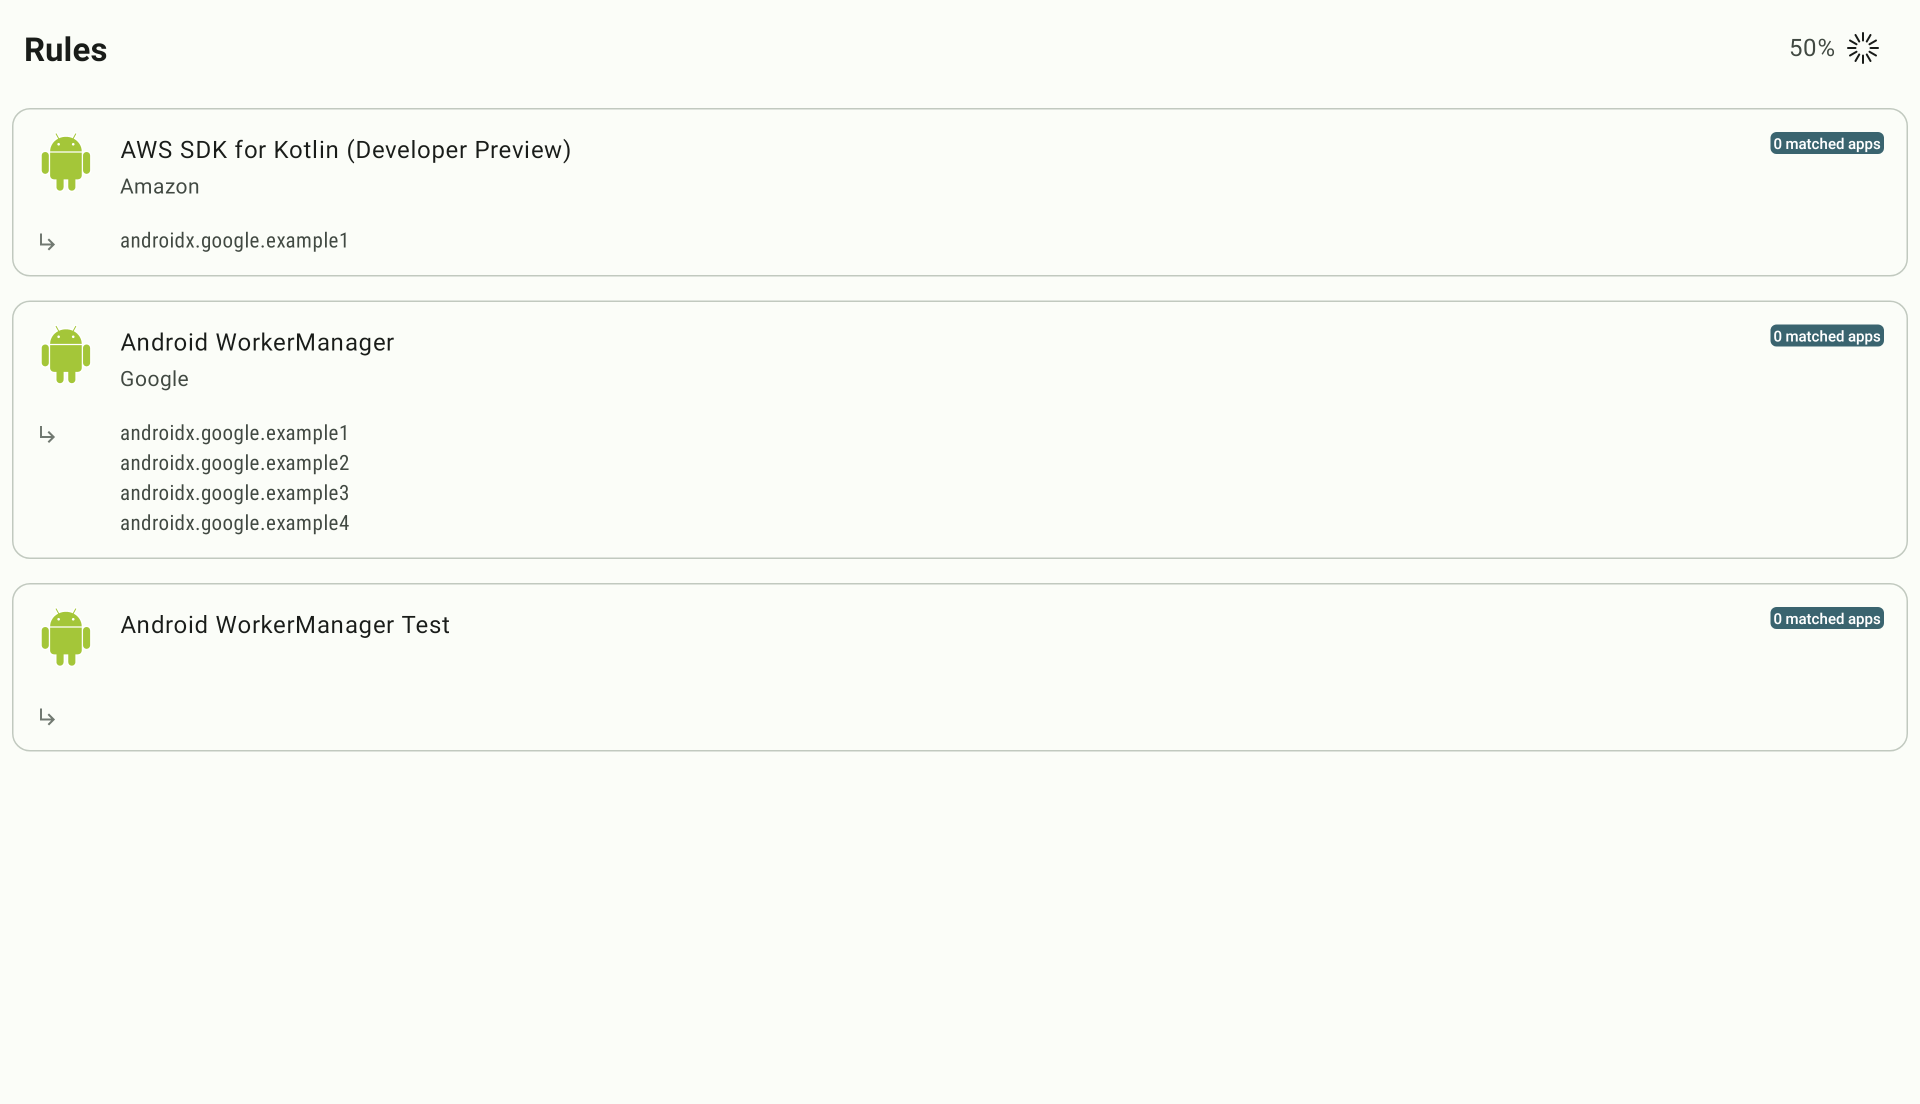 Rules
50%
AWS SDK for Kotlin (Developer Preview)
0 matched apps
Amazon
androidx.google.example1
Android WorkerManager
0 matched apps
Google
androidx.google.example1
androidx.google.example2
androidx.google.example3
androidx.google.example4
Android WorkerManager Test
0 matched apps